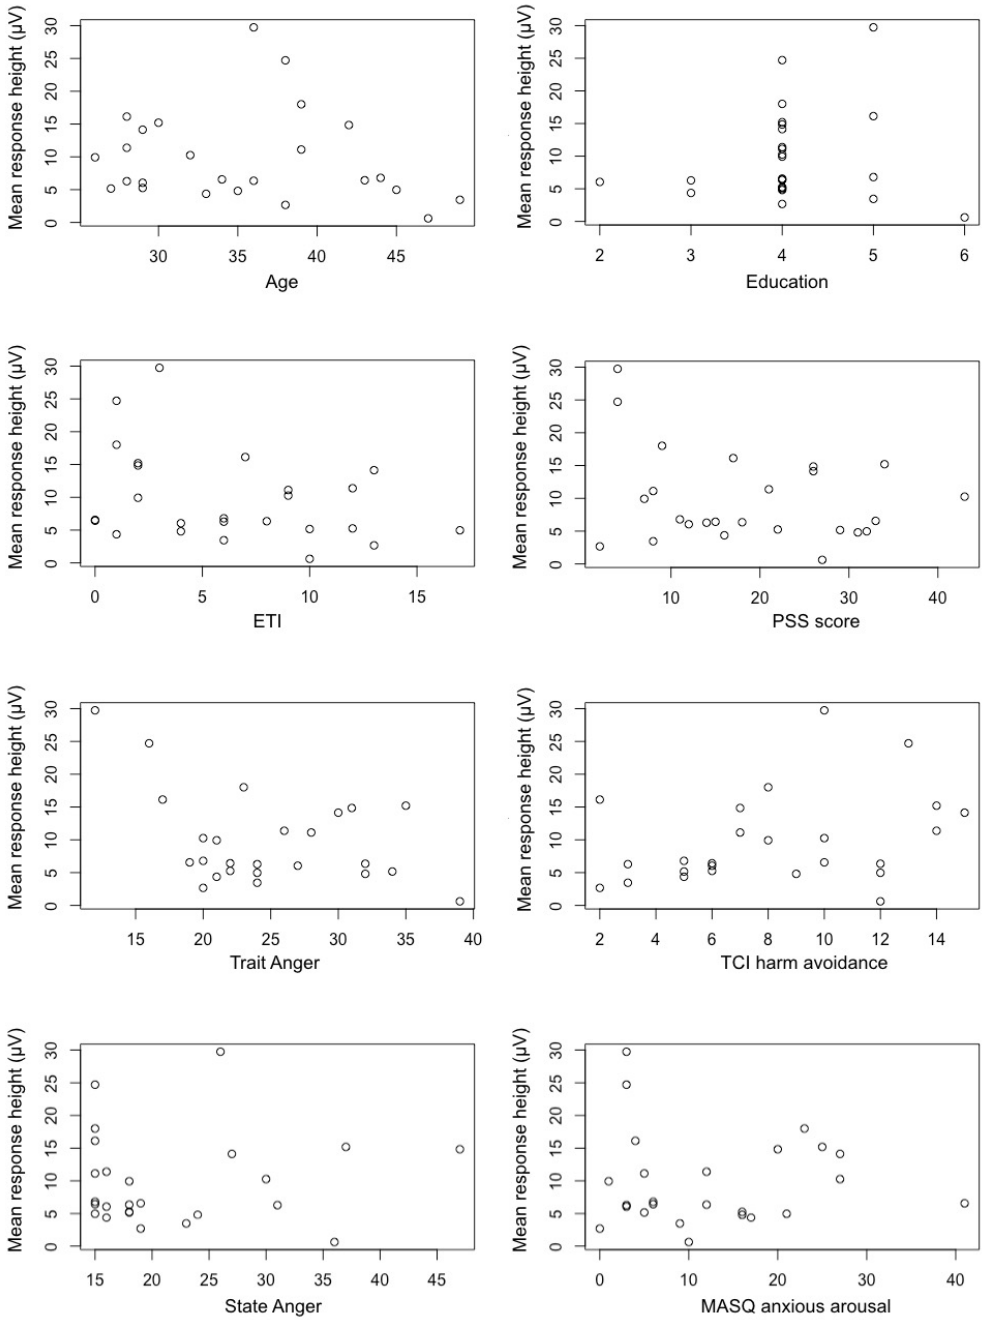 Mean response height (µV)
30
25
20
15
10
5
0
30 35 40 45
Age
Mean response height (µV)
30
25
20
15
10
5
0
2 3 4 5 6
Education
Mean response height (µV)
30
25
20
15
10
5
0
0 5 10 15
ETI
Mean response height (µV)
30
25
20
15
10
5
0
10 20 30 40
PSS score
Mean response height (µV)
30
25
20
15
10
5
0
15 20 25 30 35 40
Trait Anger
Mean response height (µV)
30
25
20
15
10
5
0
2 4 6 8 10 12 14
TCI harm avoidance
Mean response height (µV)
30
25
20
15
10
5
0
15 20 25 30 35 40 45
State Anger
Mean response height (µV)
30
25
20
15
10
5
0
0 10 20 30 40
MASQ anxious arousal